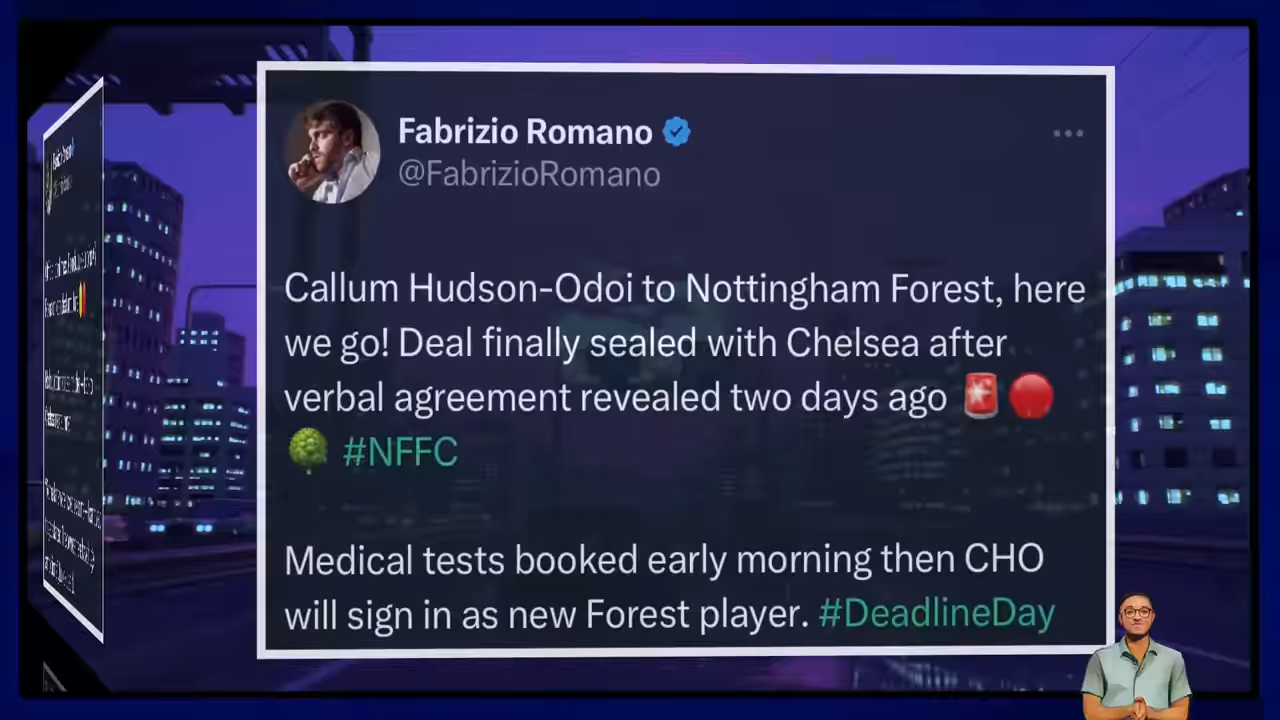 Fabrizio Romano
@FabrizioRomano
Callum Hudson-Odoi to Nottingham Forest, here
we go! Deal finally sealed with Chelsea after
verbal agreement revealed two days ago 🚨🔴
🌳 #NFFC
Medical tests booked early morning then CHO
will sign in as new Forest player. #DeadlineDay